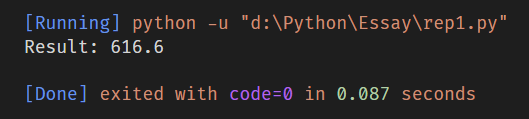 [Running] python -u "d:\Python\Essay\rep1.py"
Result: 616.6
[Done] exited with code=0 in 0.087 seconds